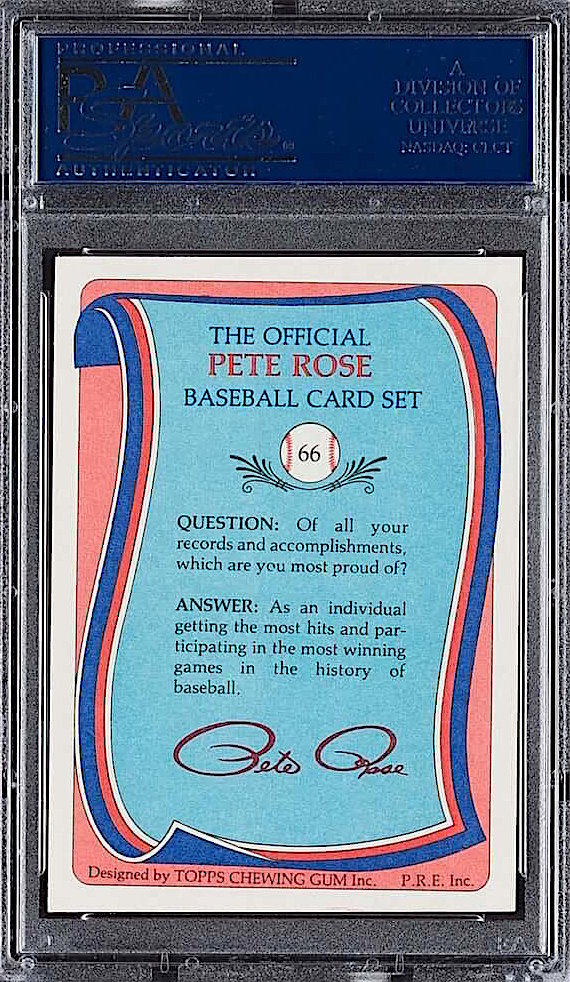 PROFESSIONAL
PSA
Sports
AUTHENTICATOR
A
DIVISION OF
COLLECTORS
UNIVERSE
NASDAQ: CLCT
THE OFFICIAL
PETE ROSE
BASEBALL CARD SET
66
QUESTION: Of all your
records and accomplishments,
which are you most proud of?
ANSWER: As an individual
getting the most hits and par-
ticipating in the most winning
games in the history of
baseball.
Pete Rose
Designed by TOPPS CHEWING GUM Inc. P.R.E. Inc.